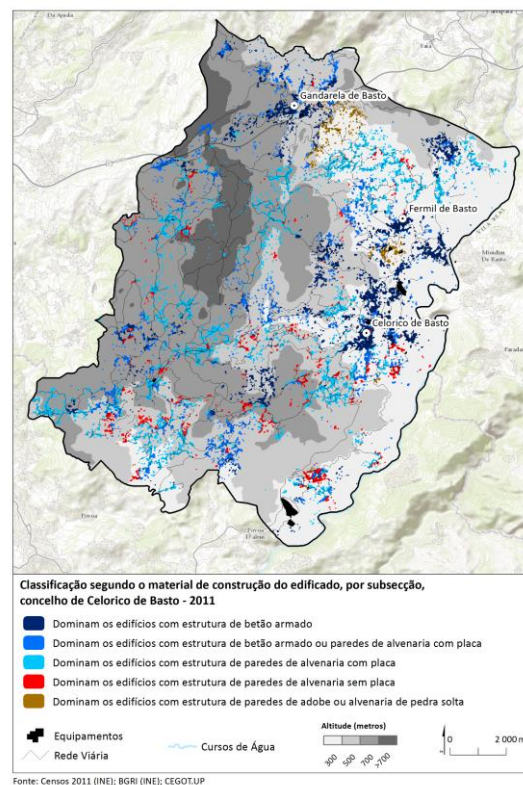 Gandarela de Basto
Fermil de Basto
Mondim
De Basto
VILA REAL
Celorico de Basto
Classificação segundo o material de construção do edificado, por subsecção,
concelho de Celorico de Basto - 2011
Dominam os edifícios com estrutura de betão armado
Dominam os edifícios com estrutura de betão armado ou paredes de alvenaria com placa
Dominam os edifícios com estrutura de paredes de alvenaria com placa
Dominam os edifícios com estrutura de paredes de alvenaria sem placa
Dominam os edifícios com estrutura de paredes de adobe ou alvenaria de pedra solta
Equipamentos
Rede Viária
Cursos de Água
Altitude (metros)
300 500 700 >700
0 2 000 m
Fonte: Censos 2011 (INE); BGRI (INE); CEGOT.UP